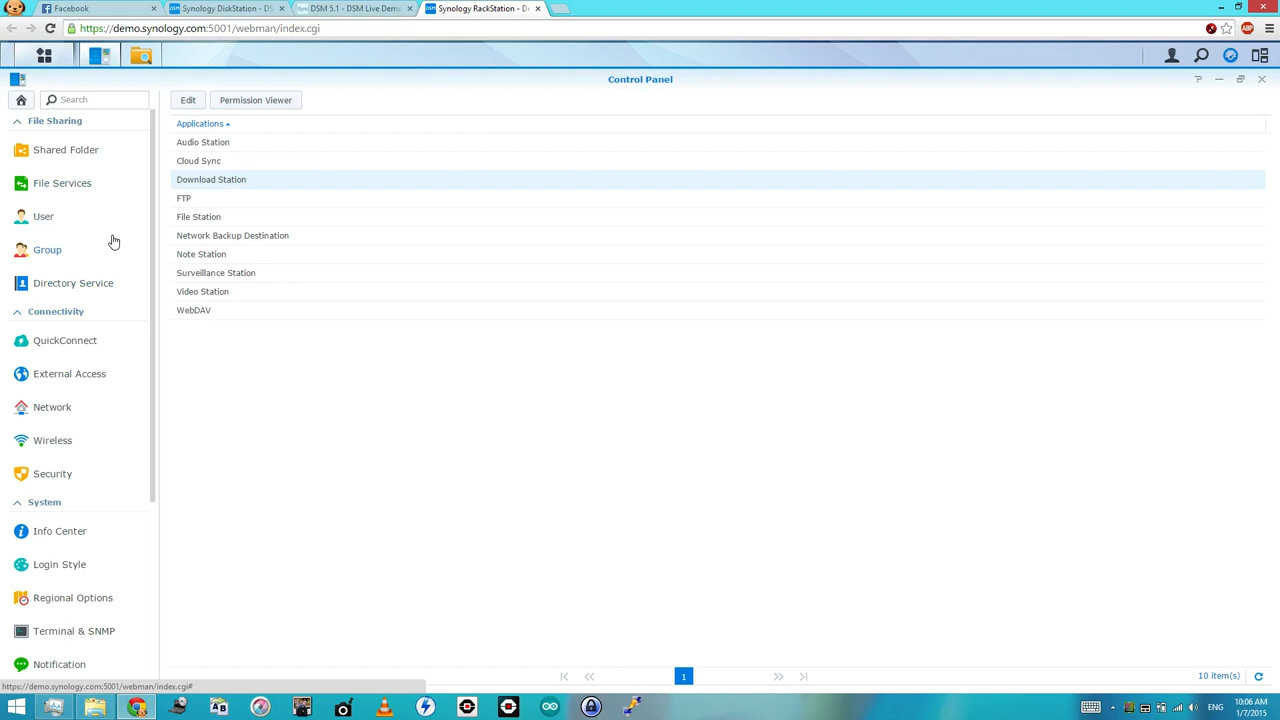 Facebook
Synology DiskStation - DS
DSM 5.1 - DSM Live Demo
Synology RackStation - De
https://demo.synology.com:5001/webman/index.cgi
ABP
Control Panel
Search
Edit
Permission Viewer
File Sharing
Shared Folder
File Services
User
Group
Directory Service
Connectivity
QuickConnect
External Access
Network
Wireless
Security
System
Info Center
Login Style
Regional Options
Terminal & SNMP
Notification
Applications
Audio Station
Cloud Sync
Download Station
FTP
File Station
Network Backup Destination
Note Station
Surveillance Station
Video Station
WebDAV
1
10 item(s)
https://demo.synology.com:5001/webman/index.cgi#
ENG
10:06 AM
1/7/2015